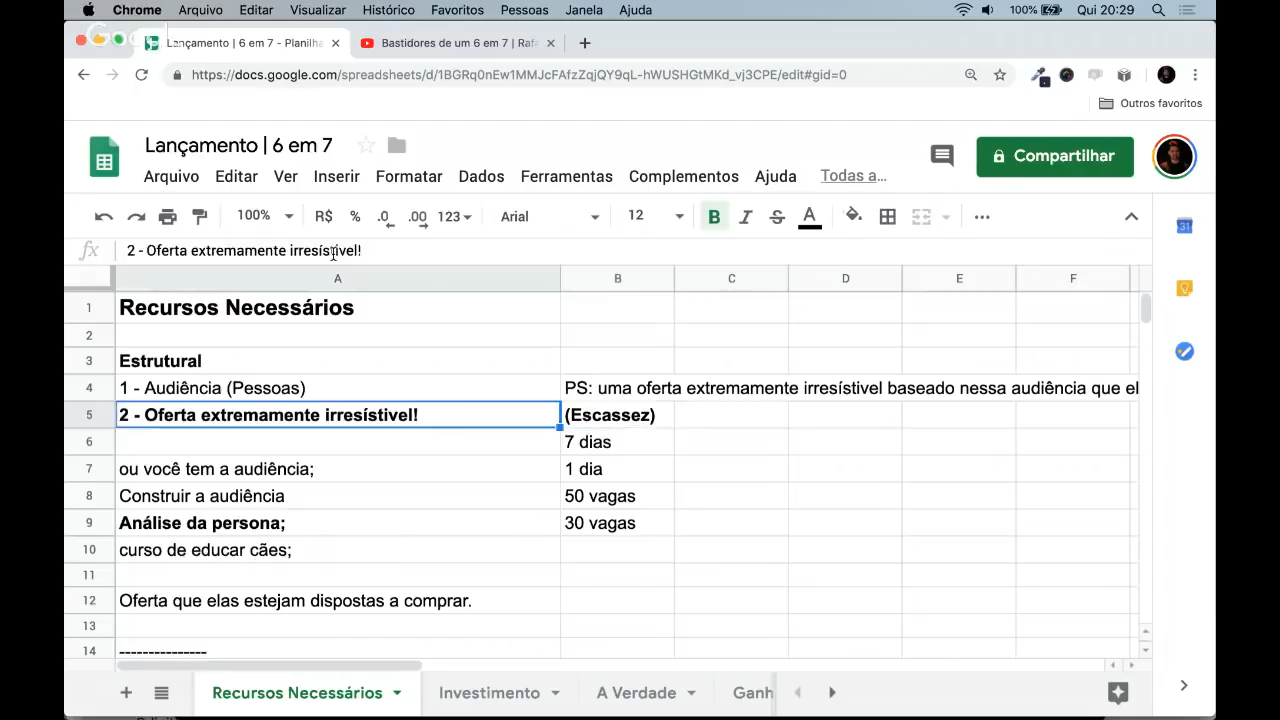 Chrome Arquivo Editar Visualizar Histórico Favoritos Pessoas Janela Ajuda 100% Qui 20:29
Lançamento | 6 em 7 - Planilha Bastidores de um 6 em 7 | Rafa
https://docs.google.com/spreadsheets/d/1BGRq0nEw1MMJcFAfzZqjQY9qL-hWUSHGtMKd_vj3CPE/edit#gid=0
Outros favoritos
Lançamento | 6 em 7
Compartilhar
Arquivo Editar Ver Inserir Formatar Dados Ferramentas Complementos Ajuda Todas a...
100% R$ % .0 .00 123 Arial 12 B I S A
fx 2 - Oferta extremamente irresístivel!
A B C D E F
1 Recursos Necessários
2
3 Estrutural
4 1 - Audiência (Pessoas) PS: uma oferta extremamente irresístivel baseado nessa audiência que el
5 2 - Oferta extremamente irresístivel! (Escassez)
6 7 dias
7 ou você tem a audiência; 1 dia
8 Construir a audiência 50 vagas
9 Análise da persona; 30 vagas
10 curso de educar cães;
11
12 Oferta que elas estejam dispostas a comprar.
13
14 ---------------
Recursos Necessários Investimento A Verdade Ganh